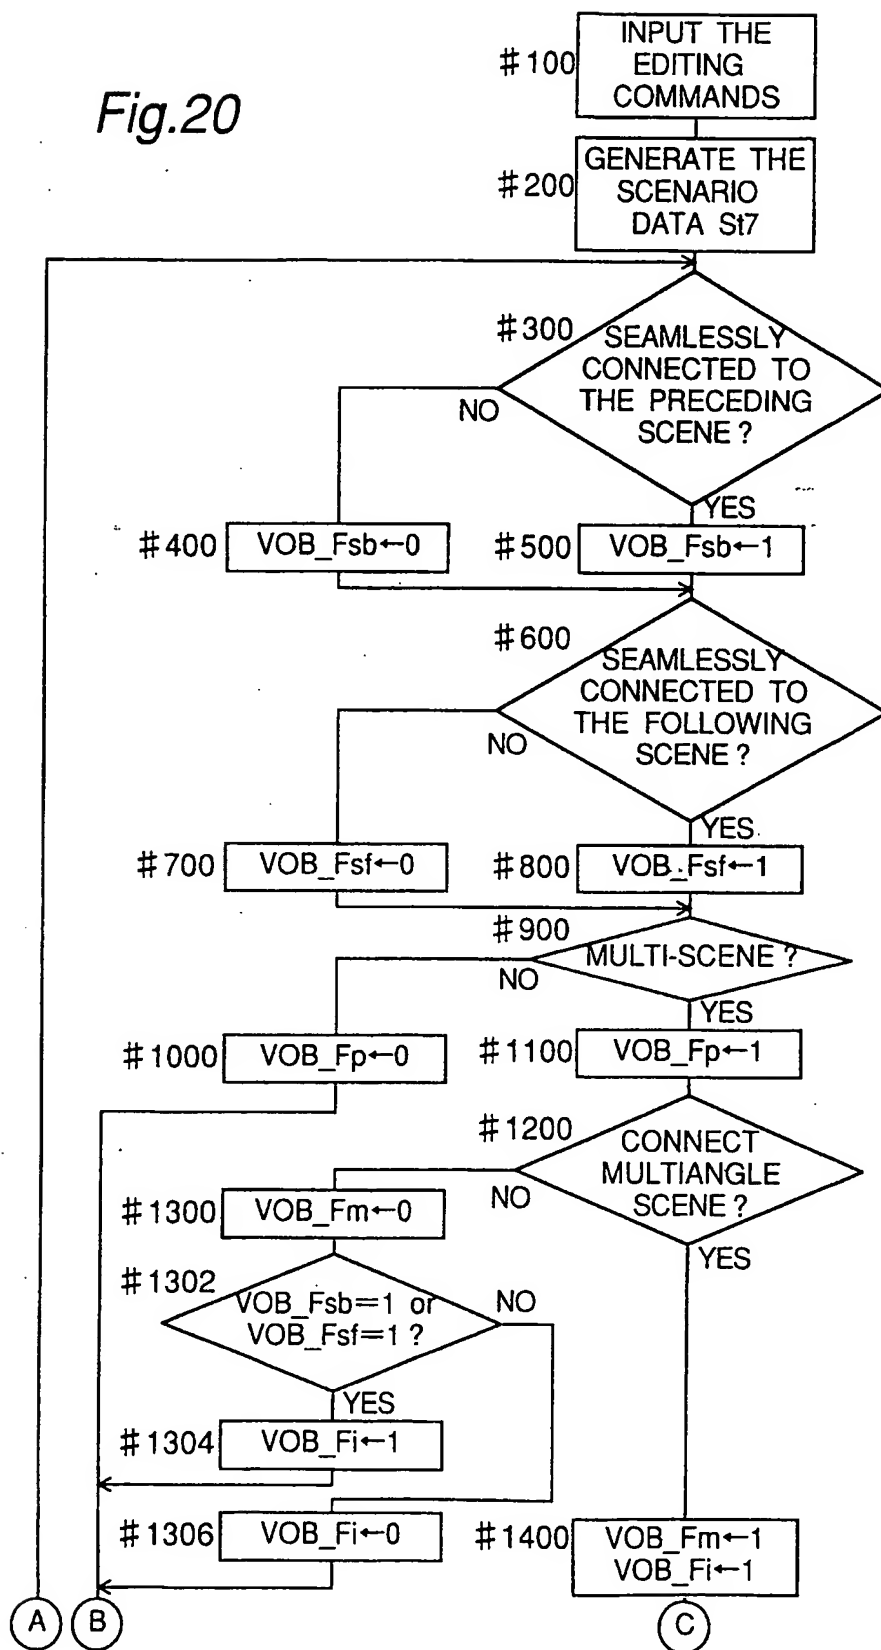 Fig.20
#100
INPUT THE
EDITING
COMMANDS
#200
GENERATE THE
SCENARIO
DATA St7
#300
SEAMLESSLY
CONNECTED TO
THE PRECEDING
SCENE?
NO
YES
#400
VOB_Fsb←0
#500
VOB_Fsb←1
#600
SEAMLESSLY
CONNECTED TO
THE FOLLOWING
SCENE?
NO
YES
#700
VOB_Fsf←0
#800
VOB_Fsf←1
#900
MULTI-SCENE?
NO
YES
#1000
VOB_Fp←0
#1100
VOB_Fp←1
#1200
CONNECT
MULTIANGLE
SCENE?
NO
YES
#1300
VOB_Fm←0
#1302
VOB_Fsb=1 or
VOB_Fsf=1?
NO
YES
#1304
VOB_Fi←1
#1306
VOB_Fi←0
#1400
VOB_Fm←1
VOB_Fi←1
A
B
C